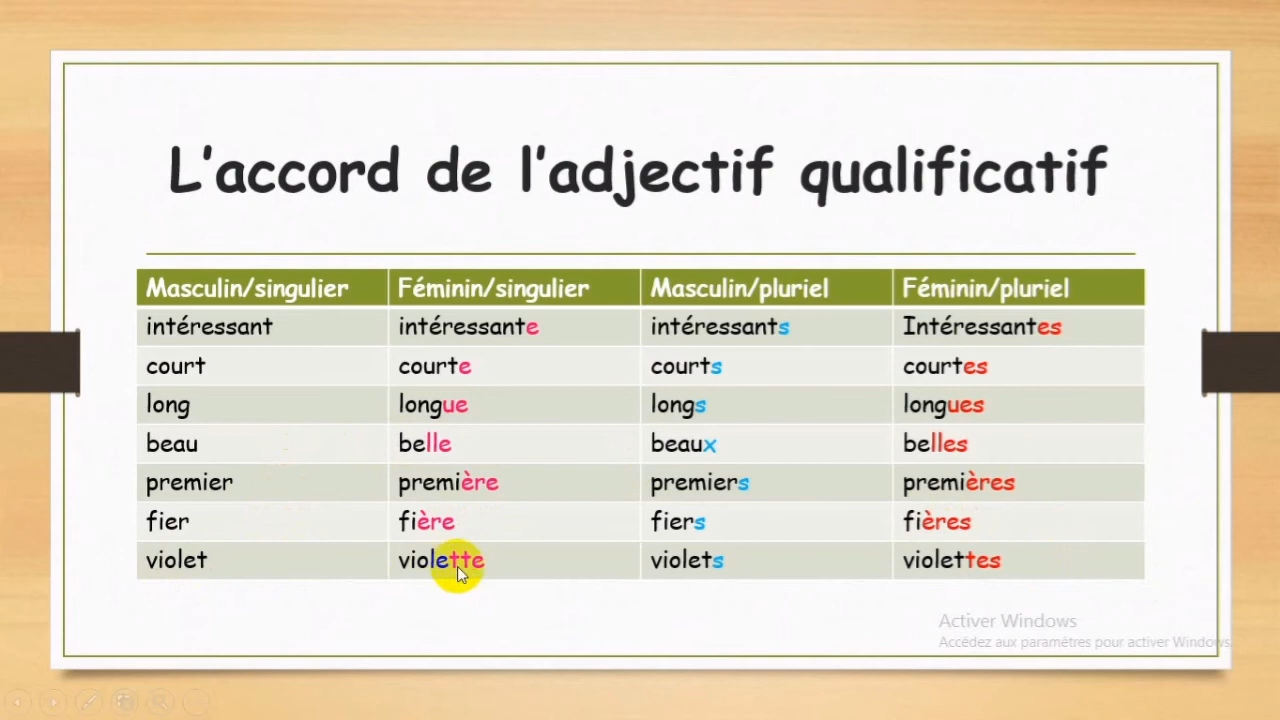 L'accord de l'adjectif qualificatif
Masculin/singulier Féminin/singulier Masculin/pluriel Féminin/pluriel
intéressant intéressante intéressants Intéressantes
court courte courts courtes
long longue longs longues
beau belle beaux belles
premier première premiers premières
fier fière fiers fières
violet violette violets violettes
Activer Windows
Accédez aux paramètres pour activer Windows